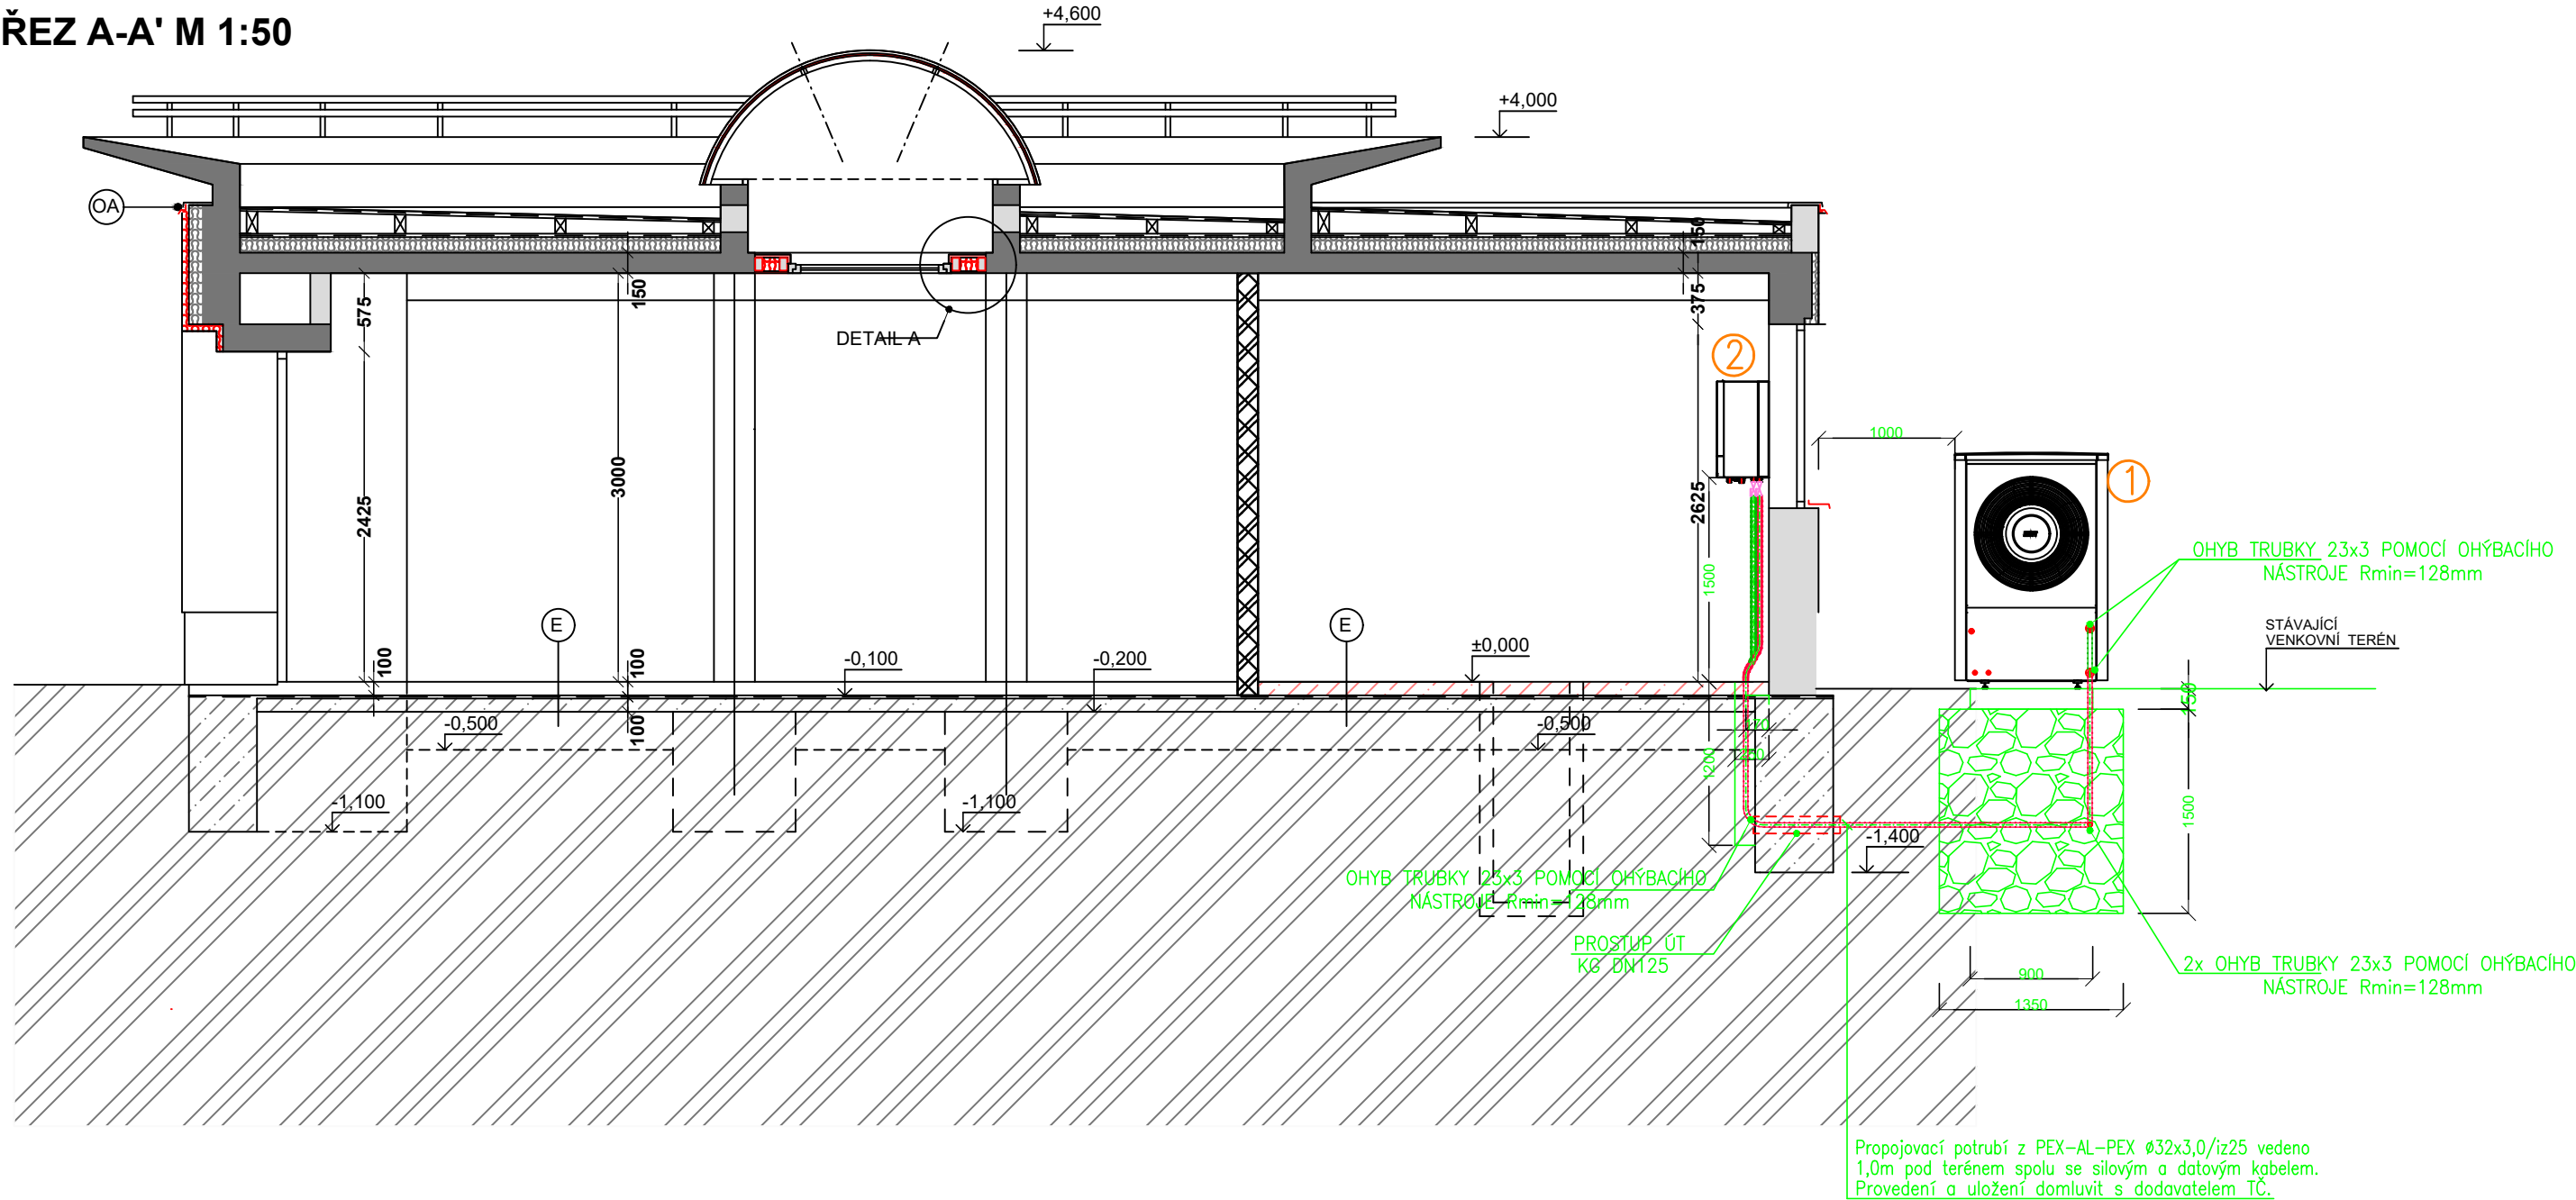 ŘEZ A-A' M 1:50
+4,600
+4,000
OA
150
150
575
375
DETAIL A
2
1000
1
3000
2425
2625
OHYB TRUBKY 23x3 POMOCÍ OHÝBACÍHO
NÁSTROJE Rmin=128mm
1500
E
E
STÁVAJÍCÍ
VENKOVNÍ TERÉN
±0,000
-0,100
-0,200
100
100
100
-0,500
-0,500
1200
-1,100
-1,100
1500
-1,400
OHYB TRUBKY 23x3 POMOCÍ OHÝBACÍHO
NÁSTROJE Rmin=128mm
PROSTUP ÚT
KG DN125
2x OHYB TRUBKY 23x3 POMOCÍ OHÝBACÍHO
NÁSTROJE Rmin=128mm
900
1350
Propojovací potrubí z PEX-AL-PEX ø32x3,0/iz25 vedeno
1,0m pod terénem spolu se silovým a datovým kabelem.
Provedení a uložení domluvit s dodavatelem TČ.